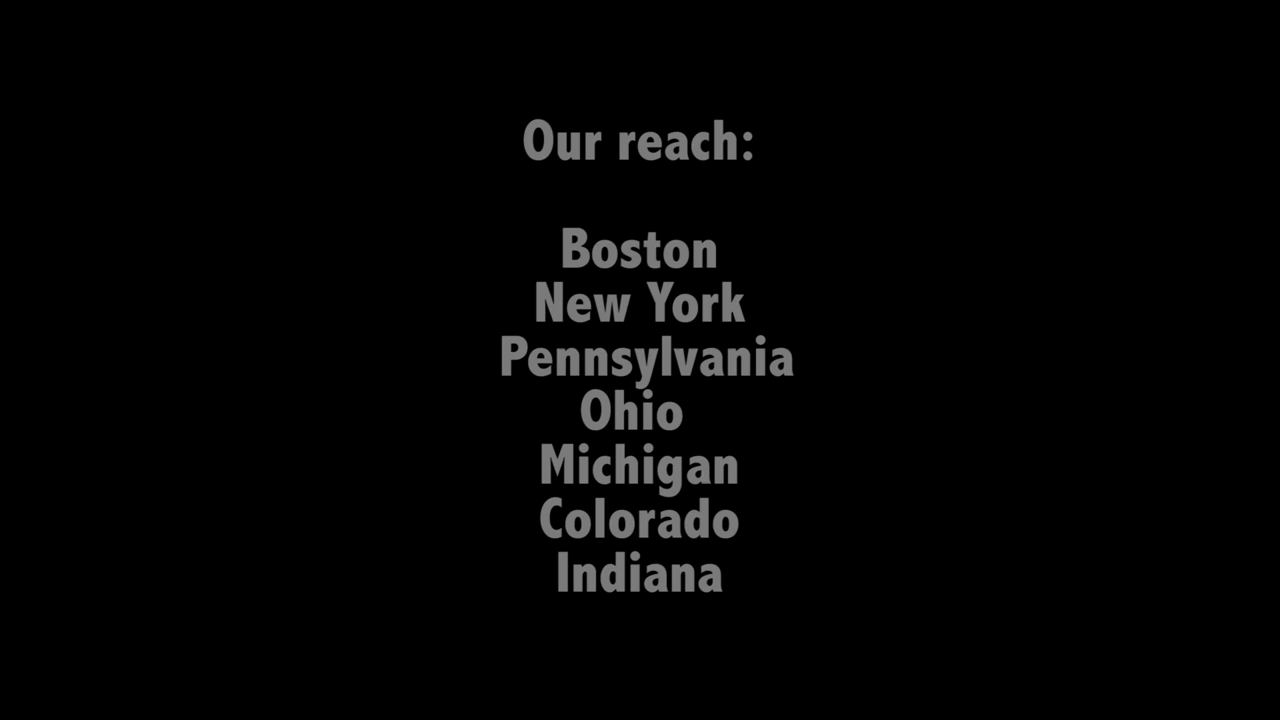 Our reach:
Boston
New York
Pennsylvania
Ohio
Michigan
Colorado
Indiana